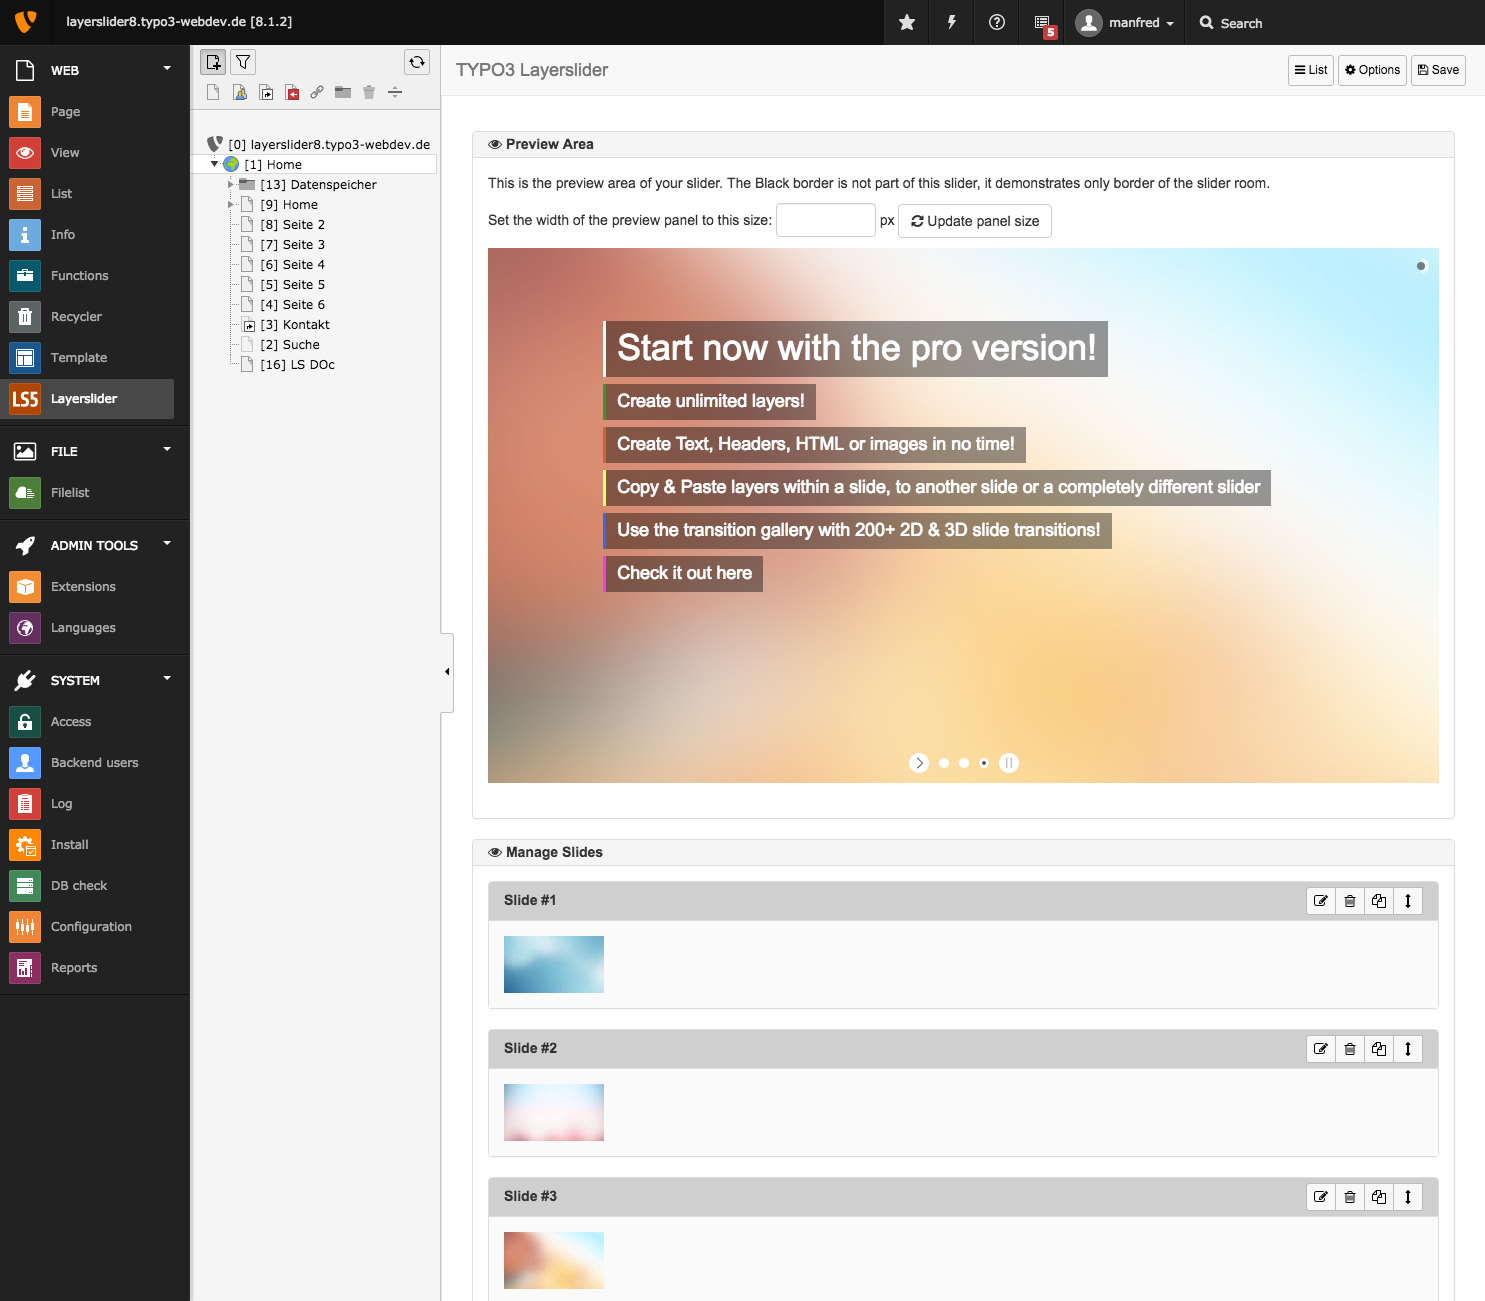 layerslider8.typo3-webdev.de [8.1.2]
5
manfred
Search
WEB
Page
View
List
Info
Functions
Recycler
Template
LS5 Layerslider
FILE
Filelist
ADMIN TOOLS
Extensions
Languages
SYSTEM
Access
Backend users
Log
Install
DB check
Configuration
Reports
[0] layerslider8.typo3-webdev.de
[1] Home
[13] Datenspeicher
[9] Home
[8] Seite 2
[7] Seite 3
[6] Seite 4
[5] Seite 5
[4] Seite 6
[3] Kontakt
[2] Suche
[16] LS DOc
TYPO3 Layerslider
List
Options
Save
Preview Area
This is the preview area of your slider. The Black border is not part of this slider, it demonstrates only border of the slider room.
Set the width of the preview panel to this size: px Update panel size
Start now with the pro version!
Create unlimited layers!
Create Text, Headers, HTML or images in no time!
Copy & Paste layers within a slide, to another slide or a completely different slider
Use the transition gallery with 200+ 2D & 3D slide transitions!
Check it out here
Manage Slides
Slide #1
Slide #2
Slide #3